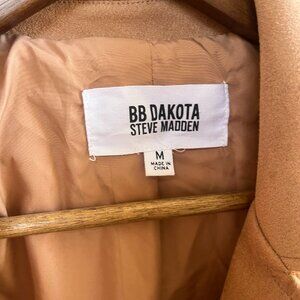 BB DAKOTA
STEVE MADDEN
M
MADE IN
CHINA